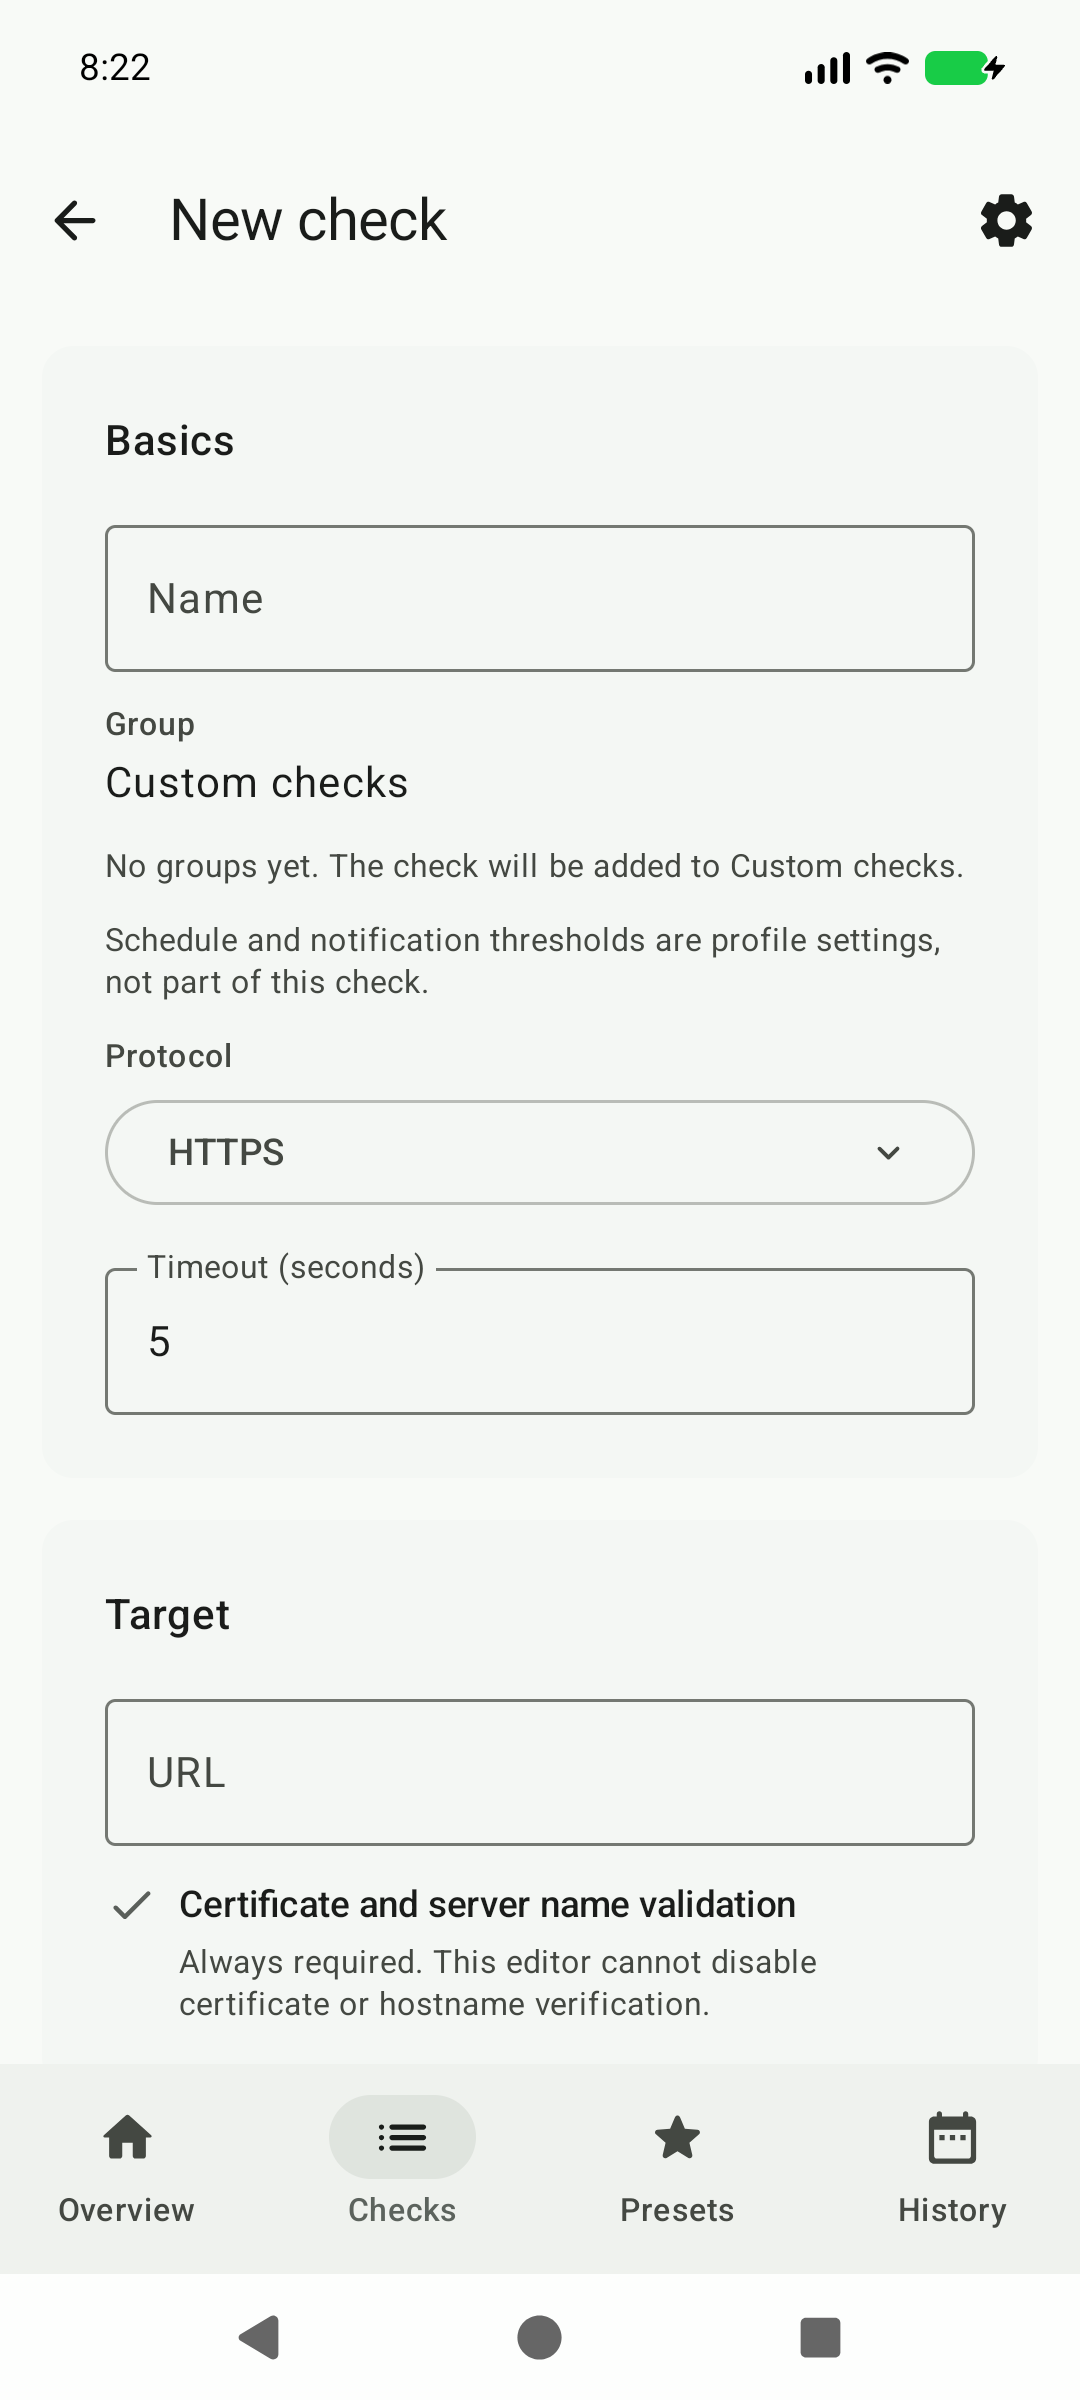 8:22
New check
Basics
Name
Group
Custom checks
No groups yet. The check will be added to Custom checks.
Schedule and notification thresholds are profile settings,
not part of this check.
Protocol
HTTPS
Timeout (seconds)
5
Target
URL
Certificate and server name validation
Always required. This editor cannot disable
certificate or hostname verification.
Overview
Checks
Presets
History